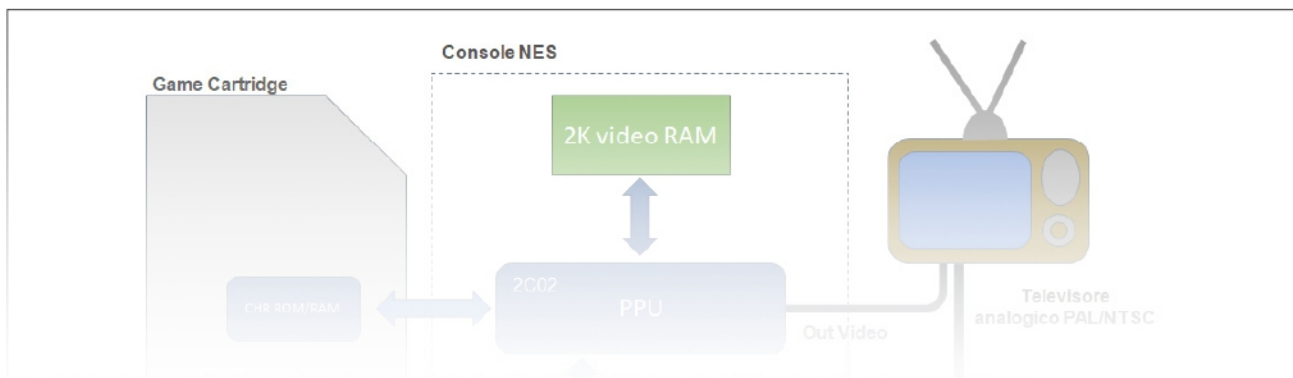 Console NES
Game Cartridge
2K video RAM
2C02
PPU
CHR ROM/RAM
Out Video
Televisore
analogico PAL/NTSC